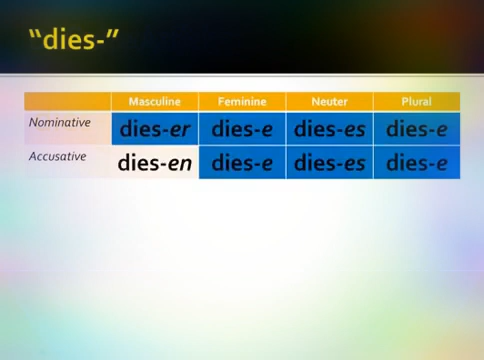 “dies-”
Masculine Feminine Neuter Plural
Nominative dies-er dies-e dies-es dies-e
Accusative dies-en dies-e dies-es dies-e